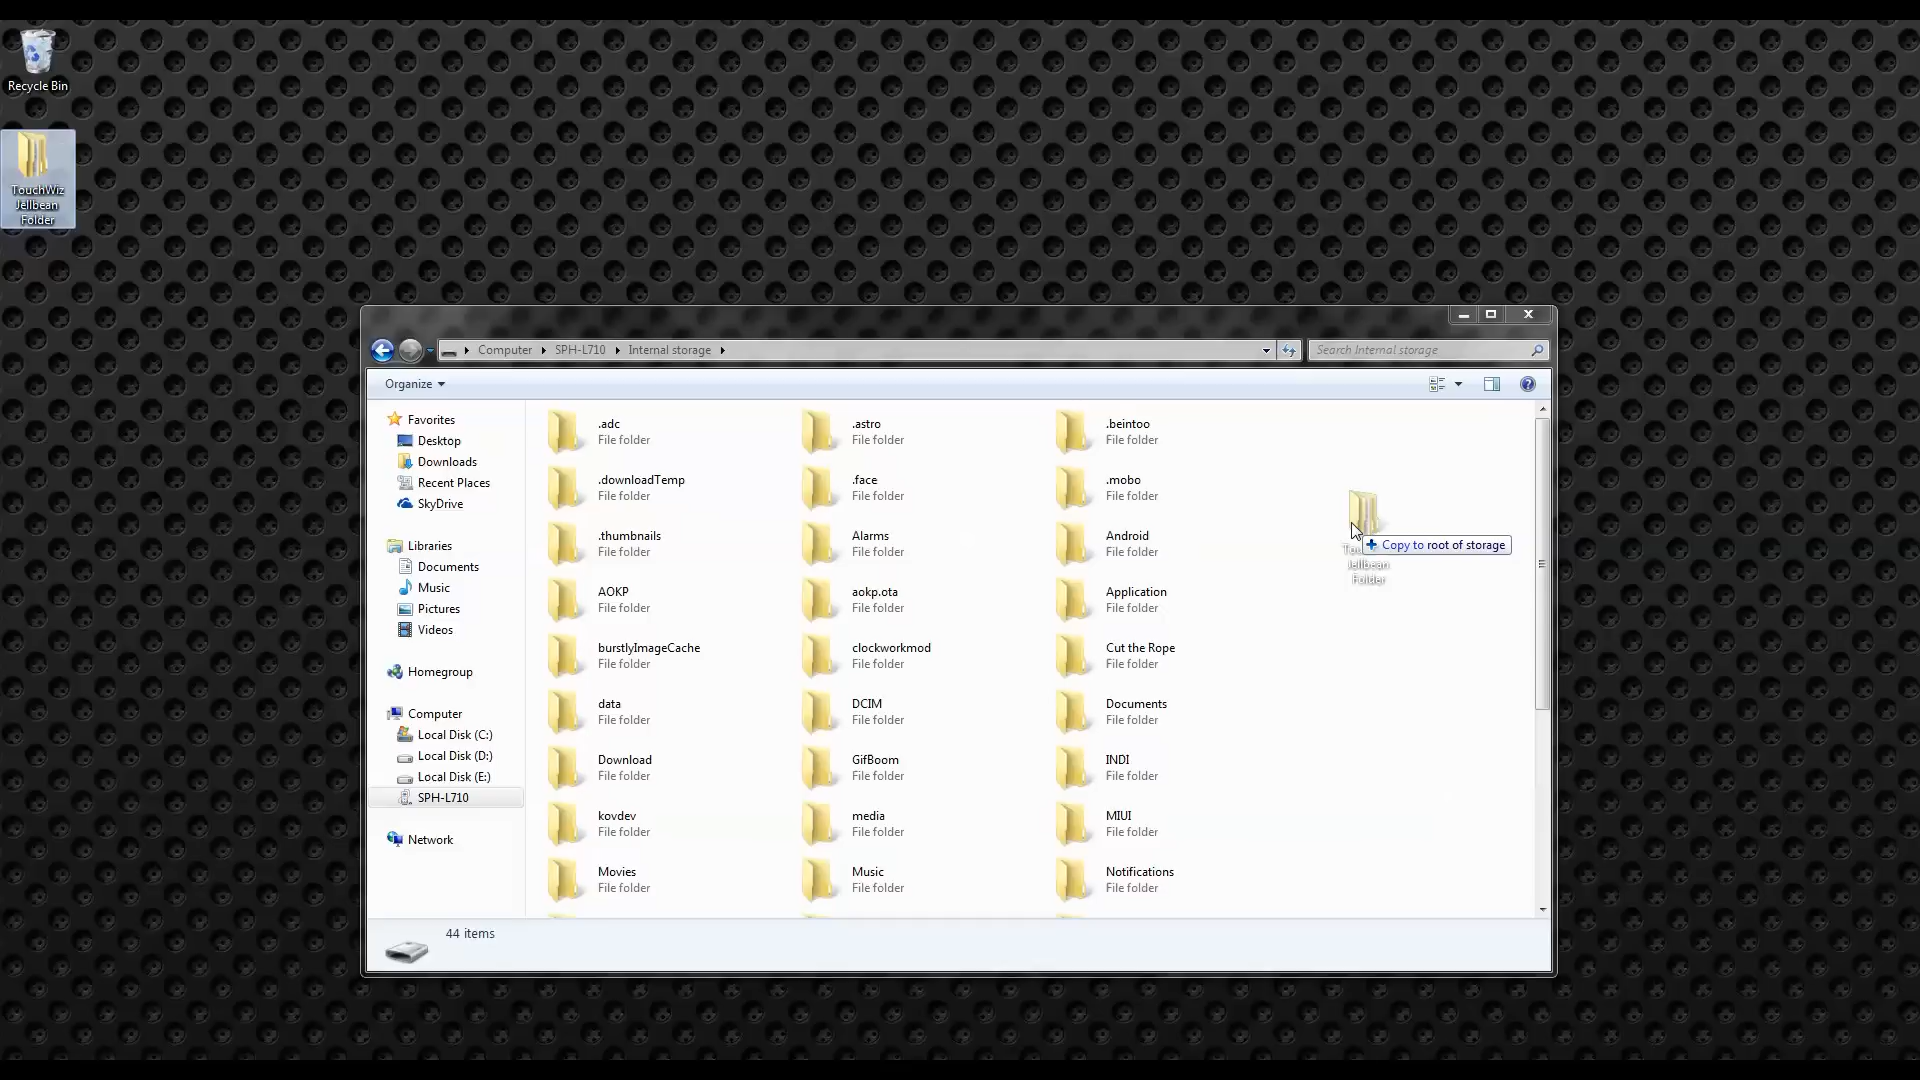 Recycle Bin
TouchWiz
Jellbean
Folder
Computer
SPH-L710
Internal storage
Search Internal storage
Organize
Favorites
Desktop
Downloads
Recent Places
SkyDrive
Libraries
Documents
Music
Pictures
Videos
Homegroup
Computer
Local Disk (C:)
Local Disk (D:)
Local Disk (E:)
SPH-L710
Network
.adc
File folder
.astro
File folder
.beintoo
File folder
.downloadTemp
File folder
.face
File folder
.mobo
File folder
.thumbnails
File folder
Alarms
File folder
Android
File folder
AOKP
File folder
aokp.ota
File folder
Application
File folder
burstlyImageCache
File folder
clockworkmod
File folder
Cut the Rope
File folder
data
File folder
DCIM
File folder
Documents
File folder
Download
File folder
GifBoom
File folder
INDI
File folder
kovdev
File folder
media
File folder
MIUI
File folder
Movies
File folder
Music
File folder
Notifications
File folder
Copy to root of storage
Jellbean
Folder
44 items